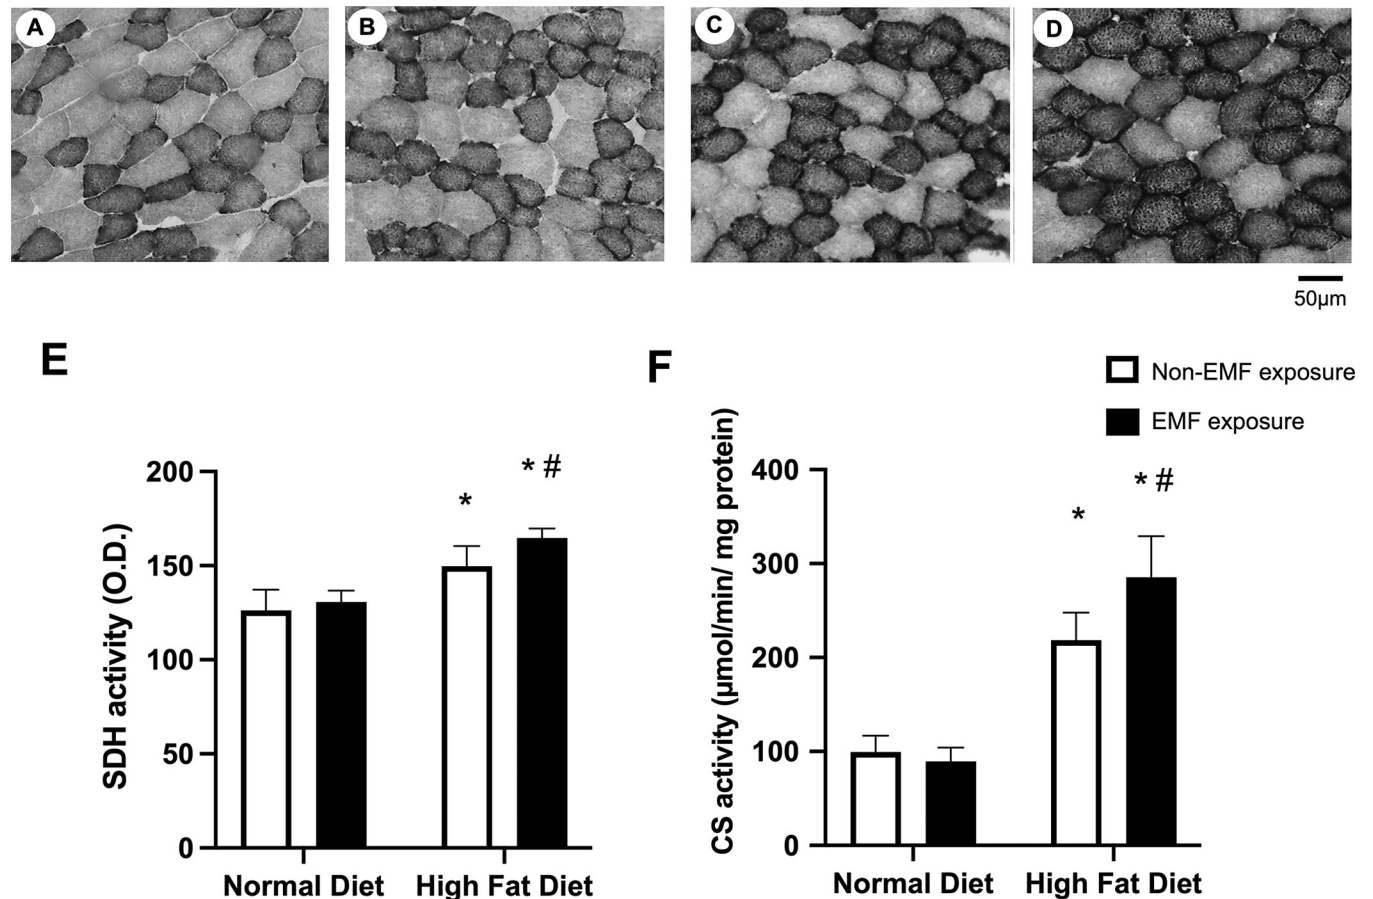 A
B
C
D
50µm
E
F
Non-EMF exposure
EMF exposure
SDH activity (O.D.)
200
150
100
50
0
*
* #
Normal Diet
High Fat Diet
CS activity (µmol/min/ mg protein)
400
300
200
100
0
*
* #
Normal Diet
High Fat Diet